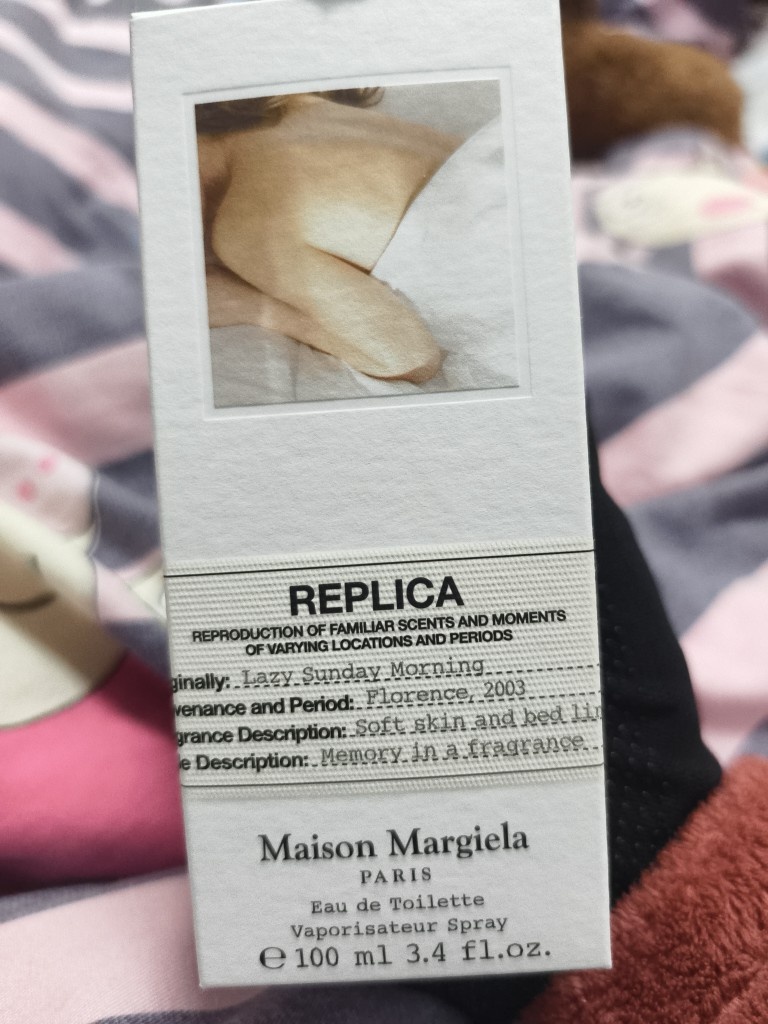 REPLICA
REPRODUCTION OF FAMILIAR SCENTS AND MOMENTS
OF VARYING LOCATIONS AND PERIODS
ginally: Lazy Sunday Morning
venance and Period: Florence, 2003
grance Description: Soft skin and bed lin
e Description: Memory in a fragrance
Maison Margiela
PARIS
Eau de Toilette
Vaporisateur Spray
℮ 100 ml 3.4 fl.oz.